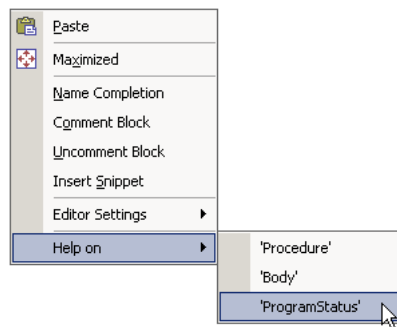 Paste
Maximized
Name Completion
Comment Block
Uncomment Block
Insert Snippet
Editor Settings
Help on
'Procedure'
'Body'
'ProgramStatus'